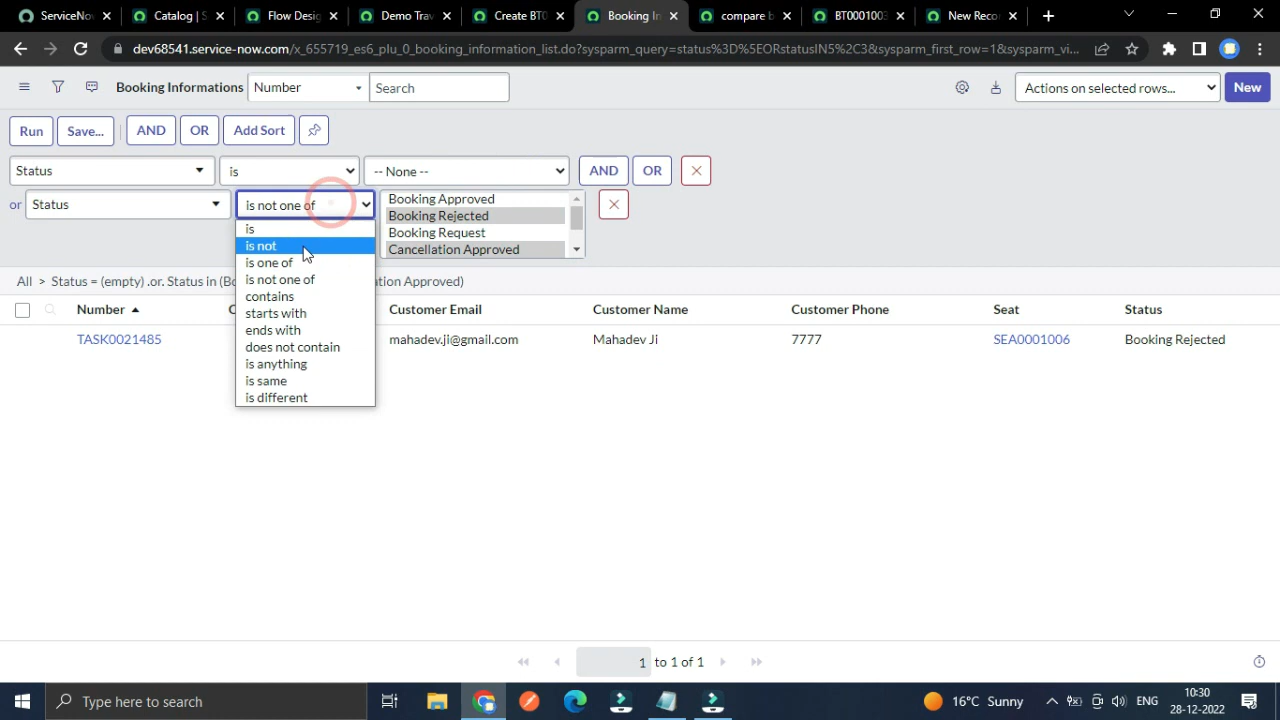 ServiceNow
Catalog | S
Flow Desig
Demo Trav
Create BT0
Booking In
compare b
BT0001003
New Reco
dev68541.service-now.com/x_655719_es6_plu_0_booking_information_list.do?sysparm_query=status%3D%5EORstatusIN5%2C3&sysparm_first_row=1&sysparm_vi...
Booking Informations
Number
Search
Actions on selected rows...
New
Run
Save...
AND
OR
Add Sort
Status
is
-- None --
AND
OR
or
Status
is not one of
Booking Approved
Booking Rejected
Booking Request
Cancellation Approved
is
is not
is one of
is not one of
contains
starts with
ends with
does not contain
is anything
is same
is different
All > Status = (empty) .or. Status in (Bo
tion Approved)
Number
C
Customer Email
Customer Name
Customer Phone
Seat
Status
TASK0021485
mahadev.ji@gmail.com
Mahadev Ji
7777
SEA0001006
Booking Rejected
1 to 1 of 1
Type here to search
16°C Sunny
ENG
10:30
28-12-2022